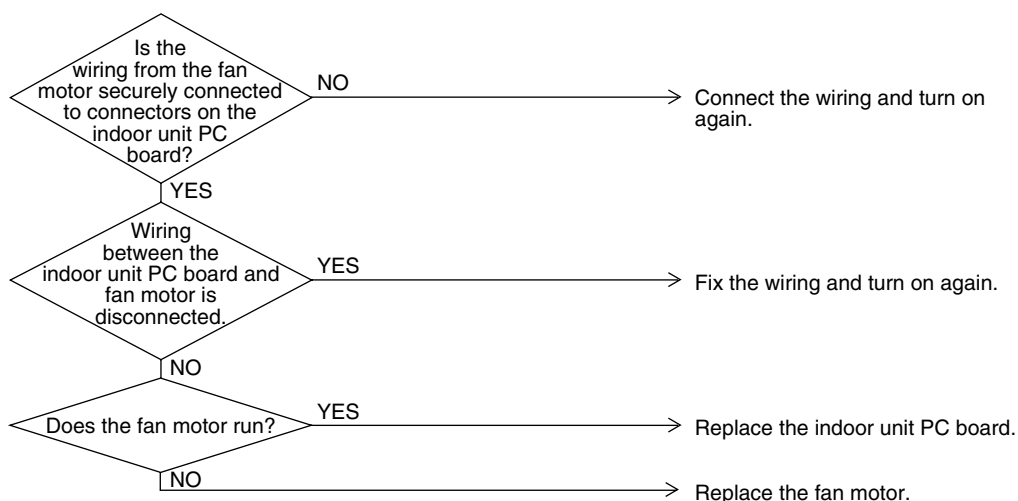 Is the
wiring from the fan
motor securely connected
to connectors on the
indoor unit PC
board?
NO
Connect the wiring and turn on
again.
YES
Wiring
between the
indoor unit PC board and
fan motor is
disconnected.
YES
Fix the wiring and turn on again.
NO
Does the fan motor run?
YES
Replace the indoor unit PC board.
NO
Replace the fan motor.